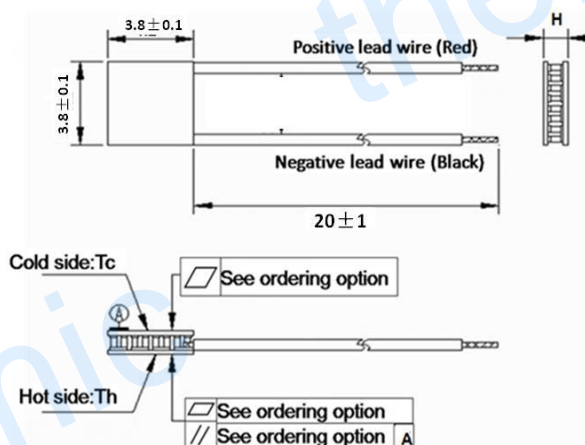 3.8±0.1
H
Positive lead wire (Red)
3.8±0.1
Negative lead wire (Black)
20±1
Cold side:Tc
See ordering option
A
Hot side:Th
See ordering option
// See ordering option A